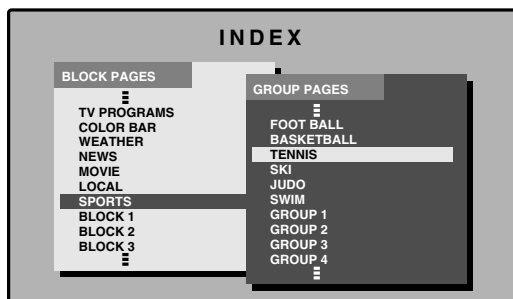 INDEX
BLOCK PAGES
TV PROGRAMS
COLOR BAR
WEATHER
NEWS
MOVIE
LOCAL
SPORTS
BLOCK 1
BLOCK 2
BLOCK 3
GROUP PAGES
FOOT BALL
BASKETBALL
TENNIS
SKI
JUDO
SWIM
GROUP 1
GROUP 2
GROUP 3
GROUP 4